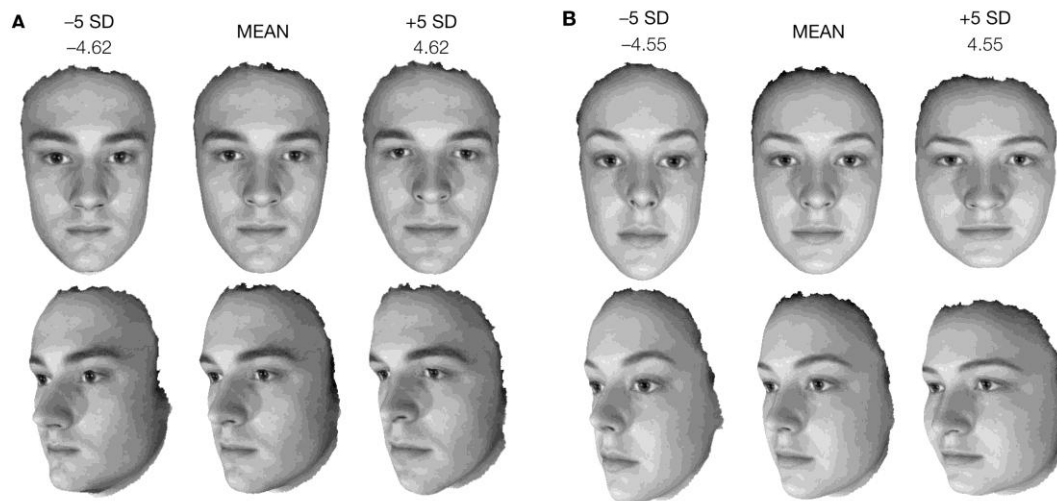 A
–5 SD
–4.62
MEAN
+5 SD
4.62
B
–5 SD
–4.55
MEAN
+5 SD
4.55